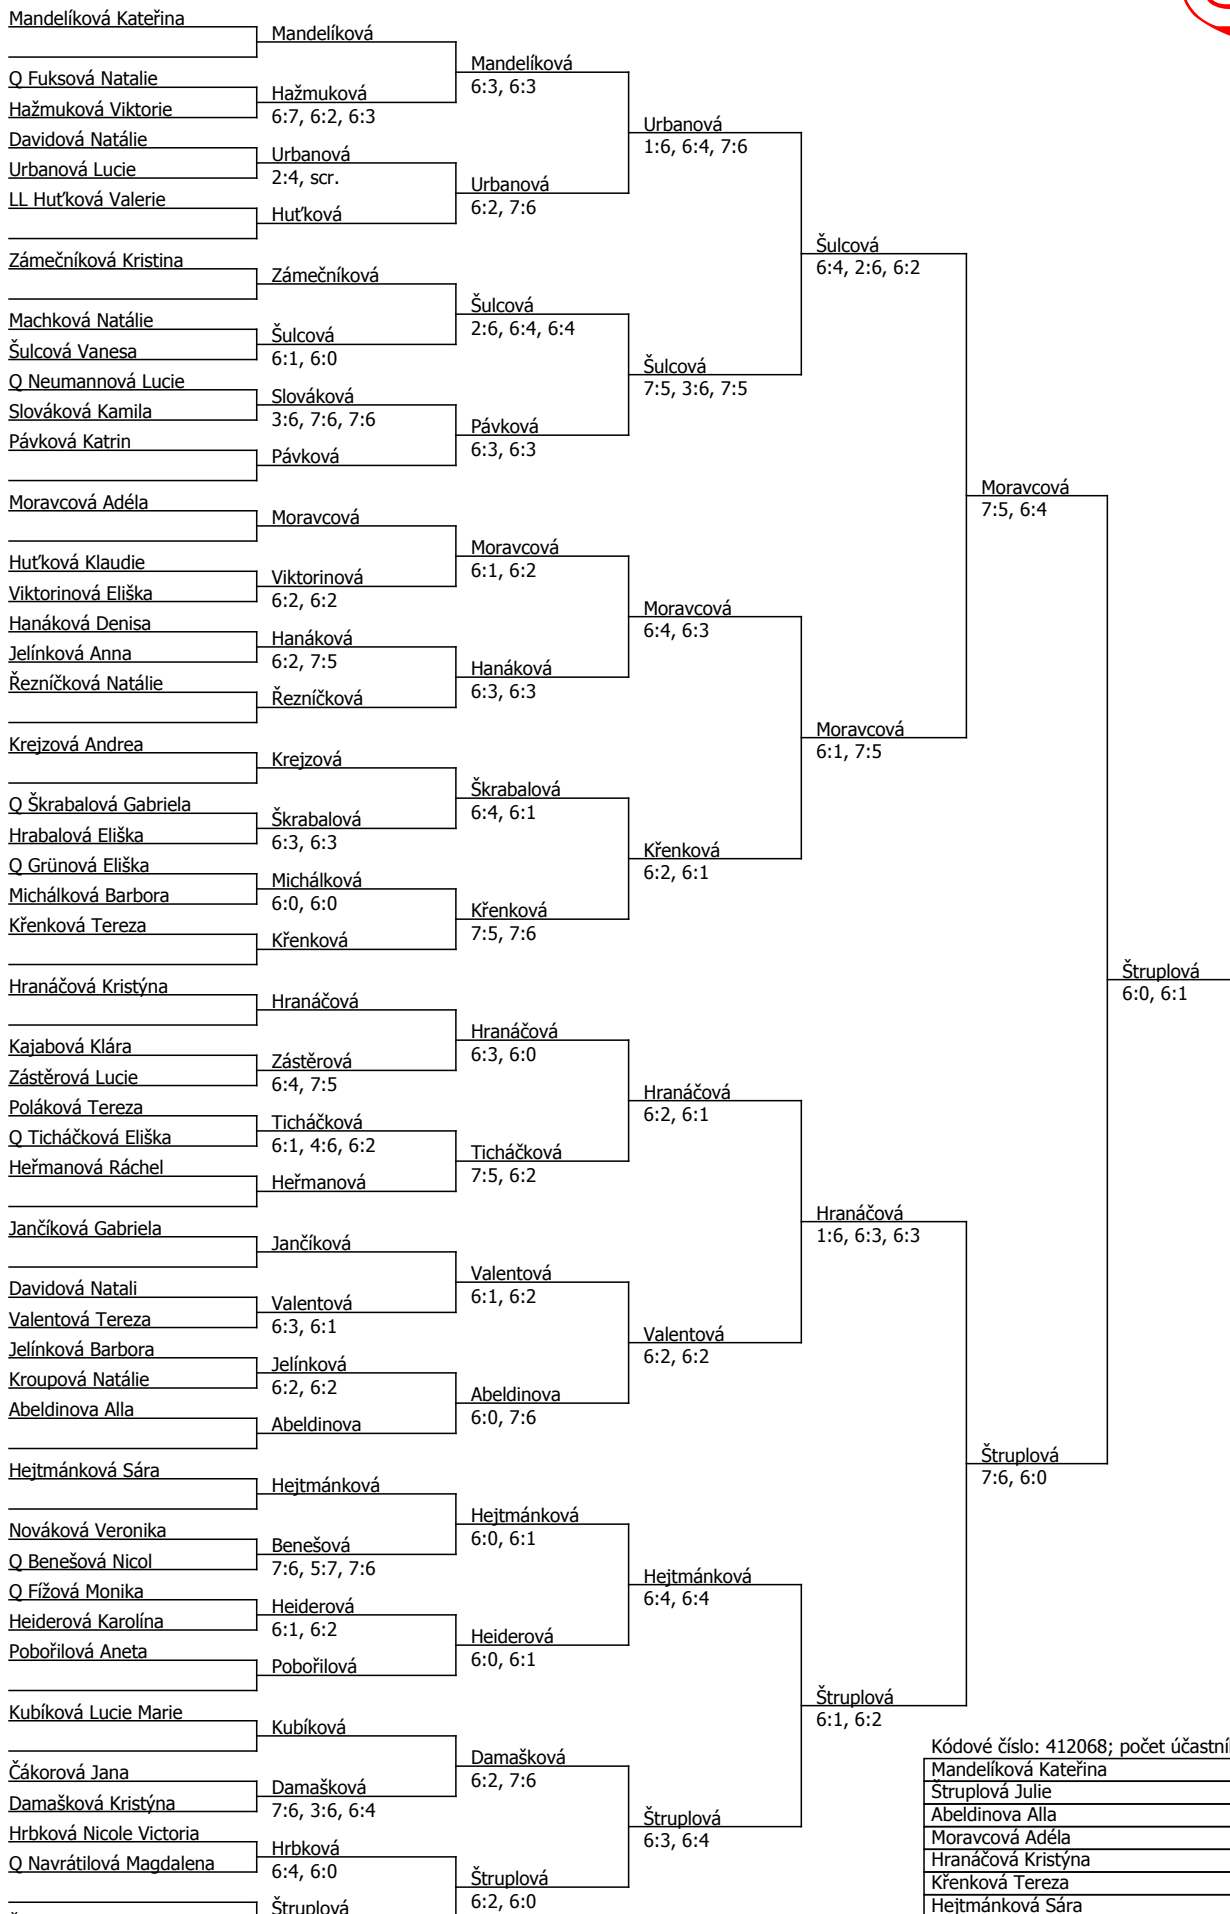 Mandelíková Kateřina
Q Fuksová Natalie
Hažmuková Viktorie
Davidová Natálie
Urbanová Lucie
LL Huťková Valerie
Zámečníková Kristina
Machková Natálie
Šulcová Vanesa
Q Neumannová Lucie
Slováková Kamila
Pávková Katrin
Moravcová Adéla
Huťková Klaudie
Viktorinová Eliška
Hanáková Denisa
Jelínková Anna
Řezníčková Natálie
Krejzová Andrea
Q Škrabalová Gabriela
Hrabalová Eliška
Q Grünová Eliška
Michálková Barbora
Křenková Tereza
Hranáčová Kristýna
Kajabová Klára
Zástěrová Lucie
Poláková Tereza
Q Ticháčková Eliška
Heřmanová Ráchel
Jančíková Gabriela
Davidová Natali
Valentová Tereza
Jelínková Barbora
Kroupová Natálie
Abeldinova Alla
Hejtmánková Sára
Nováková Veronika
Q Benešová Nicol
Q Fížová Monika
Heiderová Karolína
Pobořilová Aneta
Kubíková Lucie Marie
Čákorová Jana
Damašková Kristýna
Hrbková Nicole Victoria
Q Navrátilová Magdalena
Mandelíková
Hažmuková
6:7, 6:2, 6:3
Urbanová
2:4, scr.
Huťková
Zámečníková
Šulcová
6:1, 6:0
Slováková
3:6, 7:6, 7:6
Pávková
Moravcová
Viktorinová
6:2, 6:2
Hanáková
6:2, 7:5
Řezníčková
Krejzová
Škrabalová
6:3, 6:3
Michálková
6:0, 6:0
Křenková
Hranáčová
Zástěrová
6:4, 7:5
Ticháčková
6:1, 4:6, 6:2
Heřmanová
Jančíková
Valentová
6:3, 6:1
Jelínková
6:2, 6:2
Abeldinova
Hejtmánková
Benešová
7:6, 5:7, 7:6
Heiderová
6:1, 6:2
Pobořilová
Kubíková
Damašková
7:6, 3:6, 6:4
Hrbková
6:4, 6:0
Štruplová
Mandelíková
6:3, 6:3
Urbanová
6:2, 7:6
Šulcová
2:6, 6:4, 6:4
Pávková
6:3, 6:3
Moravcová
6:1, 6:2
Hanáková
6:3, 6:3
Škrabalová
6:4, 6:1
Křenková
7:5, 7:6
Hranáčová
6:3, 6:0
Ticháčková
7:5, 6:2
Valentová
6:1, 6:2
Abeldinova
6:0, 7:6
Hejtmánková
6:0, 6:1
Heiderová
6:0, 6:1
Damašková
6:2, 7:6
Štruplová
6:2, 6:0
Urbanová
1:6, 6:4, 7:6
Šulcová
7:5, 3:6, 7:5
Moravcová
6:4, 6:3
Křenková
6:2, 6:1
Hranáčová
6:2, 6:1
Valentová
6:2, 6:2
Hejtmánková
6:4, 6:4
Štruplová
6:3, 6:4
Šulcová
6:4, 2:6, 6:2
Moravcová
6:1, 7:5
Hranáčová
1:6, 6:3, 6:3
Štruplová
6:1, 6:2
Moravcová
7:5, 6:4
Štruplová
7:6, 6:0
Štruplová
6:0, 6:1
Kódové číslo: 412068; počet účastní
Mandelíková Kateřina
Štruplová Julie
Abeldinova Alla
Moravcová Adéla
Hranáčová Kristýna
Křenková Tereza
Hejtmánková Sára